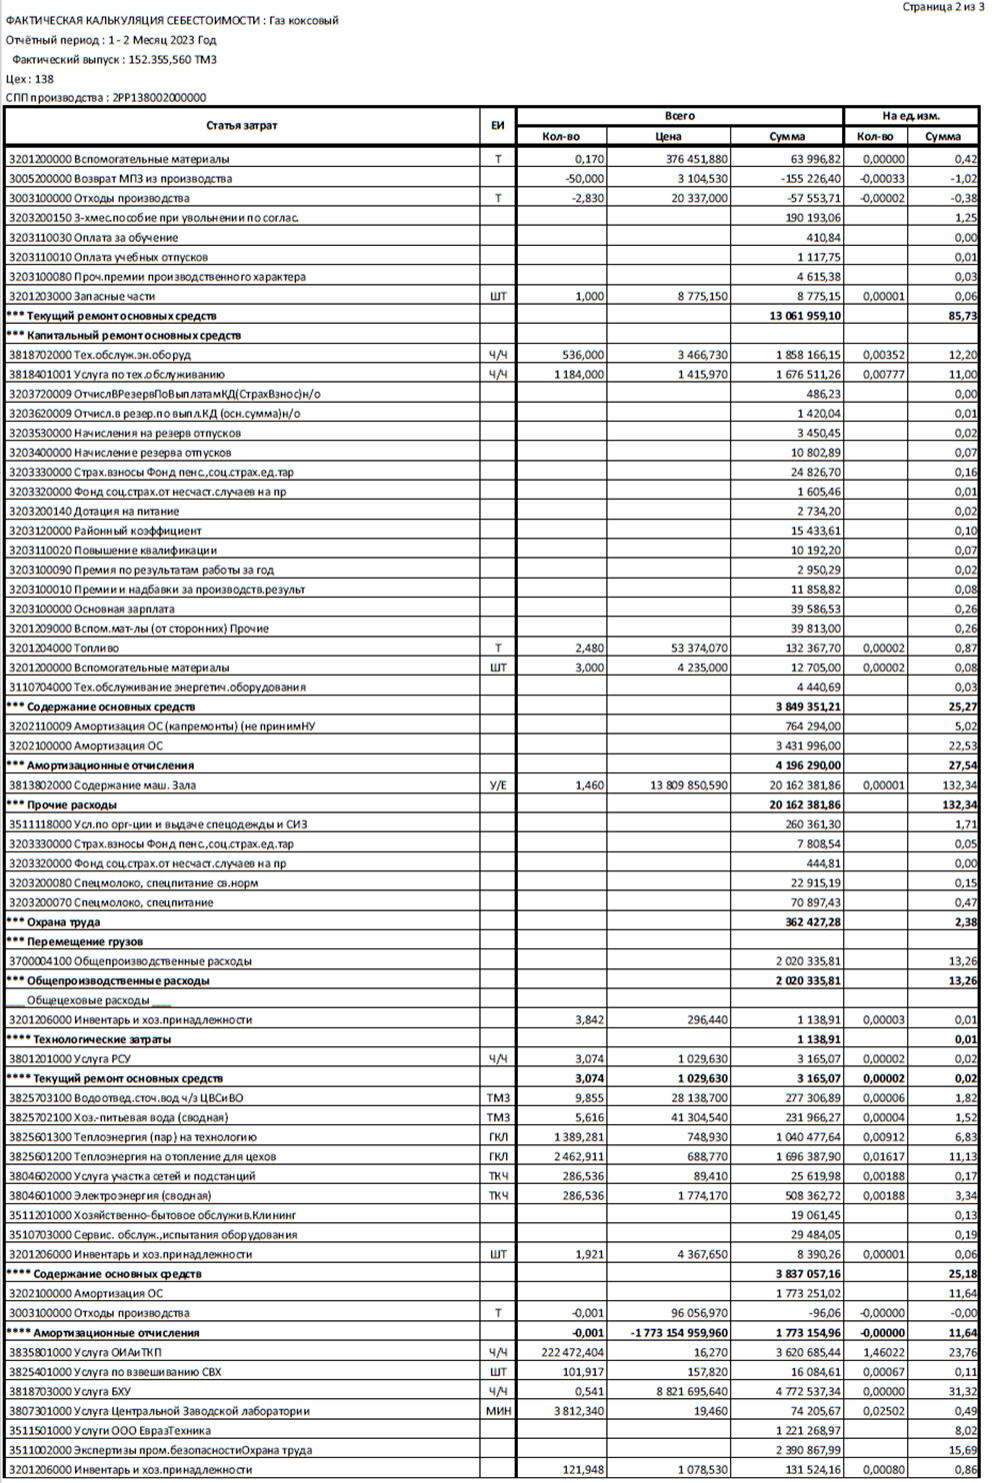 Страница 2 из 3
ФАКТИЧЕСКАЯ КАЛЬКУЛЯЦИЯ СЕБЕСТОИМОСТИ : Газ коксовый
Отчётный период : 1 - 2 Месяц 2023 Год
Фактический выпуск : 152.355,560 ТМ3
Цех : 138
СПП производства : 2РР138002000000
Статья затрат ЕИ Всего На ед.изм.
Кол-во Цена Сумма Кол-во Сумма
3201200000 Вспомогательные материалы Т 0,170 376 451,880 63 996,82 0,00000 0,42
3005200000 Возврат МПЗ из производства -50,000 3 104,530 -155 226,40 -0,00033 -1,02
3003100000 Отходы производства Т -2,830 20 337,000 -57 553,71 -0,00002 -0,38
3203200150 3-хмес.пособие при увольнении по соглас. 190 193,06 1,25
3203110030 Оплата за обучение 410,84 0,00
3203110010 Оплата учебных отпусков 1 117,75 0,01
3203100080 Проч.премии производственного характера 4 615,38 0,03
3201203000 Запасные части ШТ 1,000 8 775,150 8 775,15 0,00001 0,06
*** Текущий ремонт основных средств 13 061 959,10 85,73
*** Капитальный ремонт основных средств
3818702000 Тех.обслуж.эн.оборуд Ч/Ч 536,000 3 466,730 1 858 166,15 0,00352 12,20
3818401001 Услуга по тех.обслуживанию Ч/Ч 1 184,000 1 415,970 1 676 511,26 0,00777 11,00
3203720009 ОтчислВРезервПоВыплатамКД(СтрахВзнос)н/о 486,23 0,00
3203620009 Отчисл.в резер.по выпл.КД (осн.сумма)н/о 1 420,04 0,01
3203530000 Начисления на резерв отпусков 3 450,45 0,02
3203400000 Начисление резерва отпусков 10 802,89 0,07
3203330000 Страх.взносы Фонд пенс.,соц.страх.ед.тар 24 826,70 0,16
3203320000 Фонд соц.страх.от несчаст.случаев на пр 1 605,46 0,01
3203200140 Дотация на питание 2 734,20 0,02
3203120000 Районный коэффициент 15 433,61 0,10
3203110020 Повышение квалификации 10 192,20 0,07
3203100090 Премия по результатам работы за год 2 950,29 0,02
3203100010 Премии и надбавки за производств.результ 11 858,82 0,08
3203100000 Основная зарплата 39 586,53 0,26
3201209000 Вспом.мат-лы (от сторонних) Прочие 39 813,00 0,26
3201204000 Топливо Т 2,480 53 374,070 132 367,70 0,00002 0,87
3201200000 Вспомогательные материалы ШТ 3,000 4 235,000 12 705,00 0,00002 0,08
3110704000 Тех.обслуживание энергетич.оборудования 4 440,69 0,03
*** Содержание основных средств 3 849 351,21 25,27
3202110009 Амортизация ОС (капремонты) (не принимНУ 764 294,00 5,02
3202100000 Амортизация ОС 3 431 996,00 22,53
*** Амортизационные отчисления 4 196 290,00 27,54
3813802000 Содержание маш. Зала У/Е 1,460 13 809 850,590 20 162 381,86 0,00001 132,34
*** Прочие расходы 20 162 381,86 132,34
3511118000 Усл.по орг-ции и выдаче спецодежды и СИЗ 260 361,30 1,71
3203330000 Страх.взносы Фонд пенс.,соц.страх.ед.тар 7 808,54 0,05
3203320000 Фонд соц.страх.от несчаст.случаев на пр 444,81 0,00
3203200080 Спецмолоко, спецпитание св.норм 22 915,19 0,15
3203200070 Спецмолоко, спецпитание 70 897,43 0,47
*** Охрана труда 362 427,28 2,38
*** Перемещение грузов
3700004100 Общепроизводственные расходы 2 020 335,81 13,26
*** Общепроизводственные расходы 2 020 335,81 13,26
___ Общецеховые расходы ___
3201206000 Инвентарь и хоз.принадлежности 3,842 296,440 1 138,91 0,00003 0,01
**** Технологические затраты 1 138,91 0,01
3801201000 Услуга РСУ Ч/Ч 3,074 1 029,630 3 165,07 0,00002 0,02
**** Текущий ремонт основных средств 3,074 1 029,630 3 165,07 0,00002 0,02
3825703100 Водоотвед.сточ.вод ч/з ЦВСиВО ТМ3 9,855 28 138,700 277 306,89 0,00006 1,82
3825702100 Хоз.-питьевая вода (сводная) ТМ3 5,616 41 304,540 231 966,27 0,00004 1,52
3825601300 Теплоэнергия (пар) на технологию ГКЛ 1 389,281 748,930 1 040 477,64 0,00912 6,83
3825601200 Теплоэнергия на отопление для цехов ГКЛ 2 462,911 688,770 1 696 387,90 0,01617 11,13
3804602000 Услуга участка сетей и подстанций ТКЧ 286,536 89,410 25 619,98 0,00188 0,17
3804601000 Электроэнергия (сводная) ТКЧ 286,536 1 774,170 508 362,72 0,00188 3,34
3511201000 Хозяйственно-бытовое обслужив.Клининг 19 061,45 0,13
3510703000 Сервис. обслуж.,испытания оборудования 29 484,05 0,19
3201206000 Инвентарь и хоз.принадлежности ШТ 1,921 4 367,650 8 390,26 0,00001 0,06
**** Содержание основных средств 3 837 057,16 25,18
3202100000 Амортизация ОС 1 773 251,02 11,64
3003100000 Отходы производства Т -0,001 96 056,970 -96,06 -0,00000 -0,00
**** Амортизационные отчисления -0,001 -1 773 154 959,960 1 773 154,96 -0,00000 11,64
3835801000 Услуга ОИАиТКП Ч/Ч 222 472,404 16,270 3 620 685,44 1,46022 23,76
3825401000 Услуга по взвешиванию СВХ ШТ 101,917 157,820 16 084,61 0,00067 0,11
3818703000 Услуга БХУ Ч/Ч 0,541 8 821 695,640 4 772 537,34 0,00000 31,32
3807301000 Услуга Центральной Заводской лаборатории МИН 3 812,340 19,460 74 205,67 0,02502 0,49
3511501000 Услуги ООО ЕвразТехника 1 221 268,97 8,02
3511002000 Экспертизы пром.безопасностиОхрана труда 2 390 867,99 15,69
3201206000 Инвентарь и хоз.принадлежности 121,948 1 078,530 131 524,16 0,00080 0,86